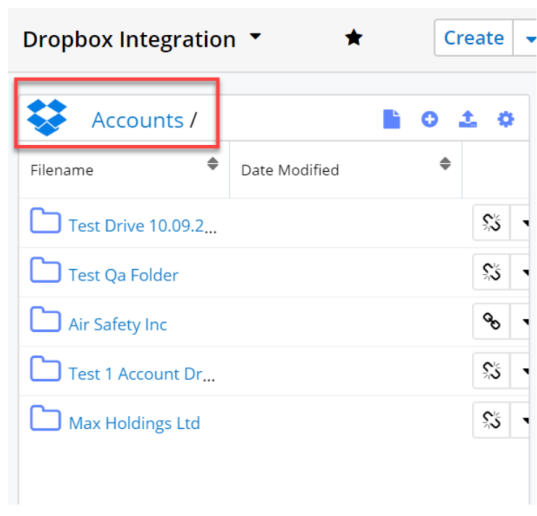 Dropbox Integration
Create
Accounts /
Filename
Date Modified
Test Drive 10.09.2...
Test Qa Folder
Air Safety Inc
Test 1 Account Dr...
Max Holdings Ltd